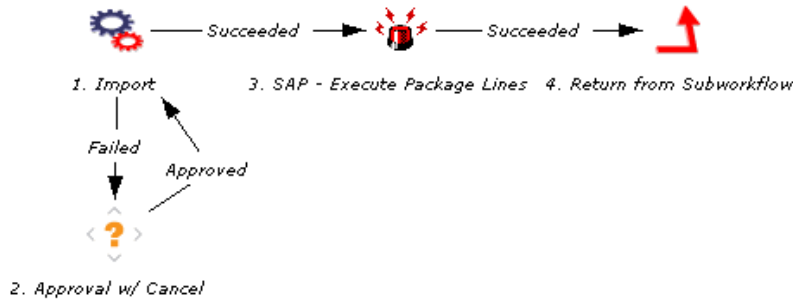 Succeeded
Succeeded
1. Import
3. SAP - Execute Package Lines
4. Return from Subworkflow
Failed
Approved
?
2. Approval w/ Cancel